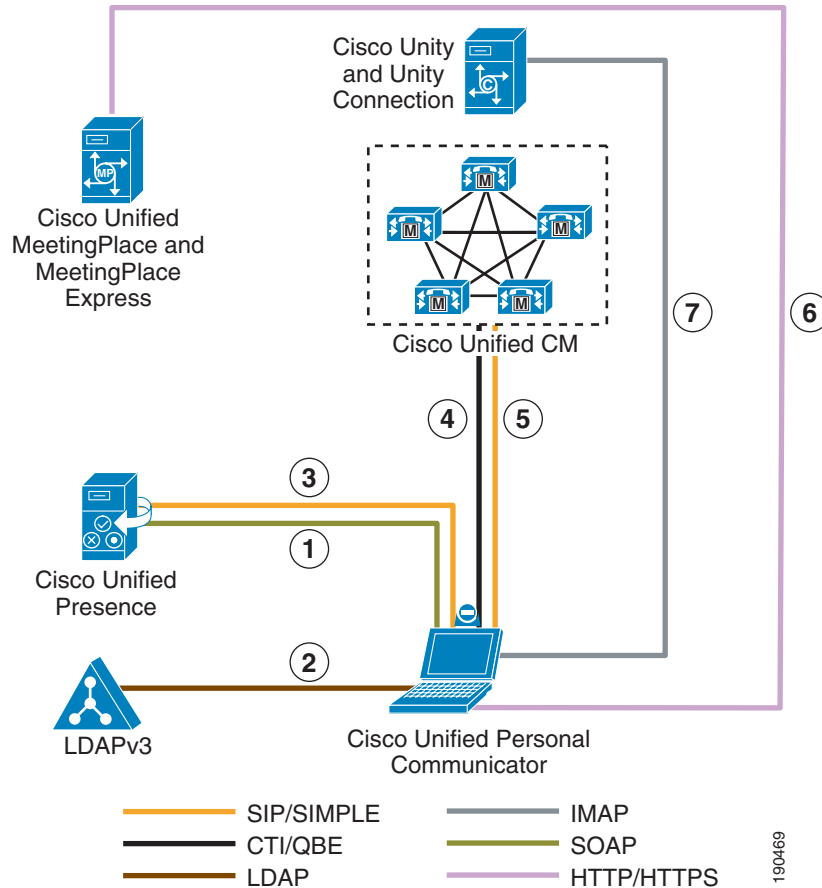 Cisco Unity
and Unity
Connection
C
MP
Cisco Unified
MeetingPlace and
MeetingPlace
Express
M
M
M
M
M
Cisco Unified CM
7
6
4
5
3
1
Cisco Unified
Presence
2
LDAPv3
Cisco Unified Personal
Communicator
SIP/SIMPLE
IMAP
CTI/QBE
SOAP
LDAP
HTTP/HTTPS
190469